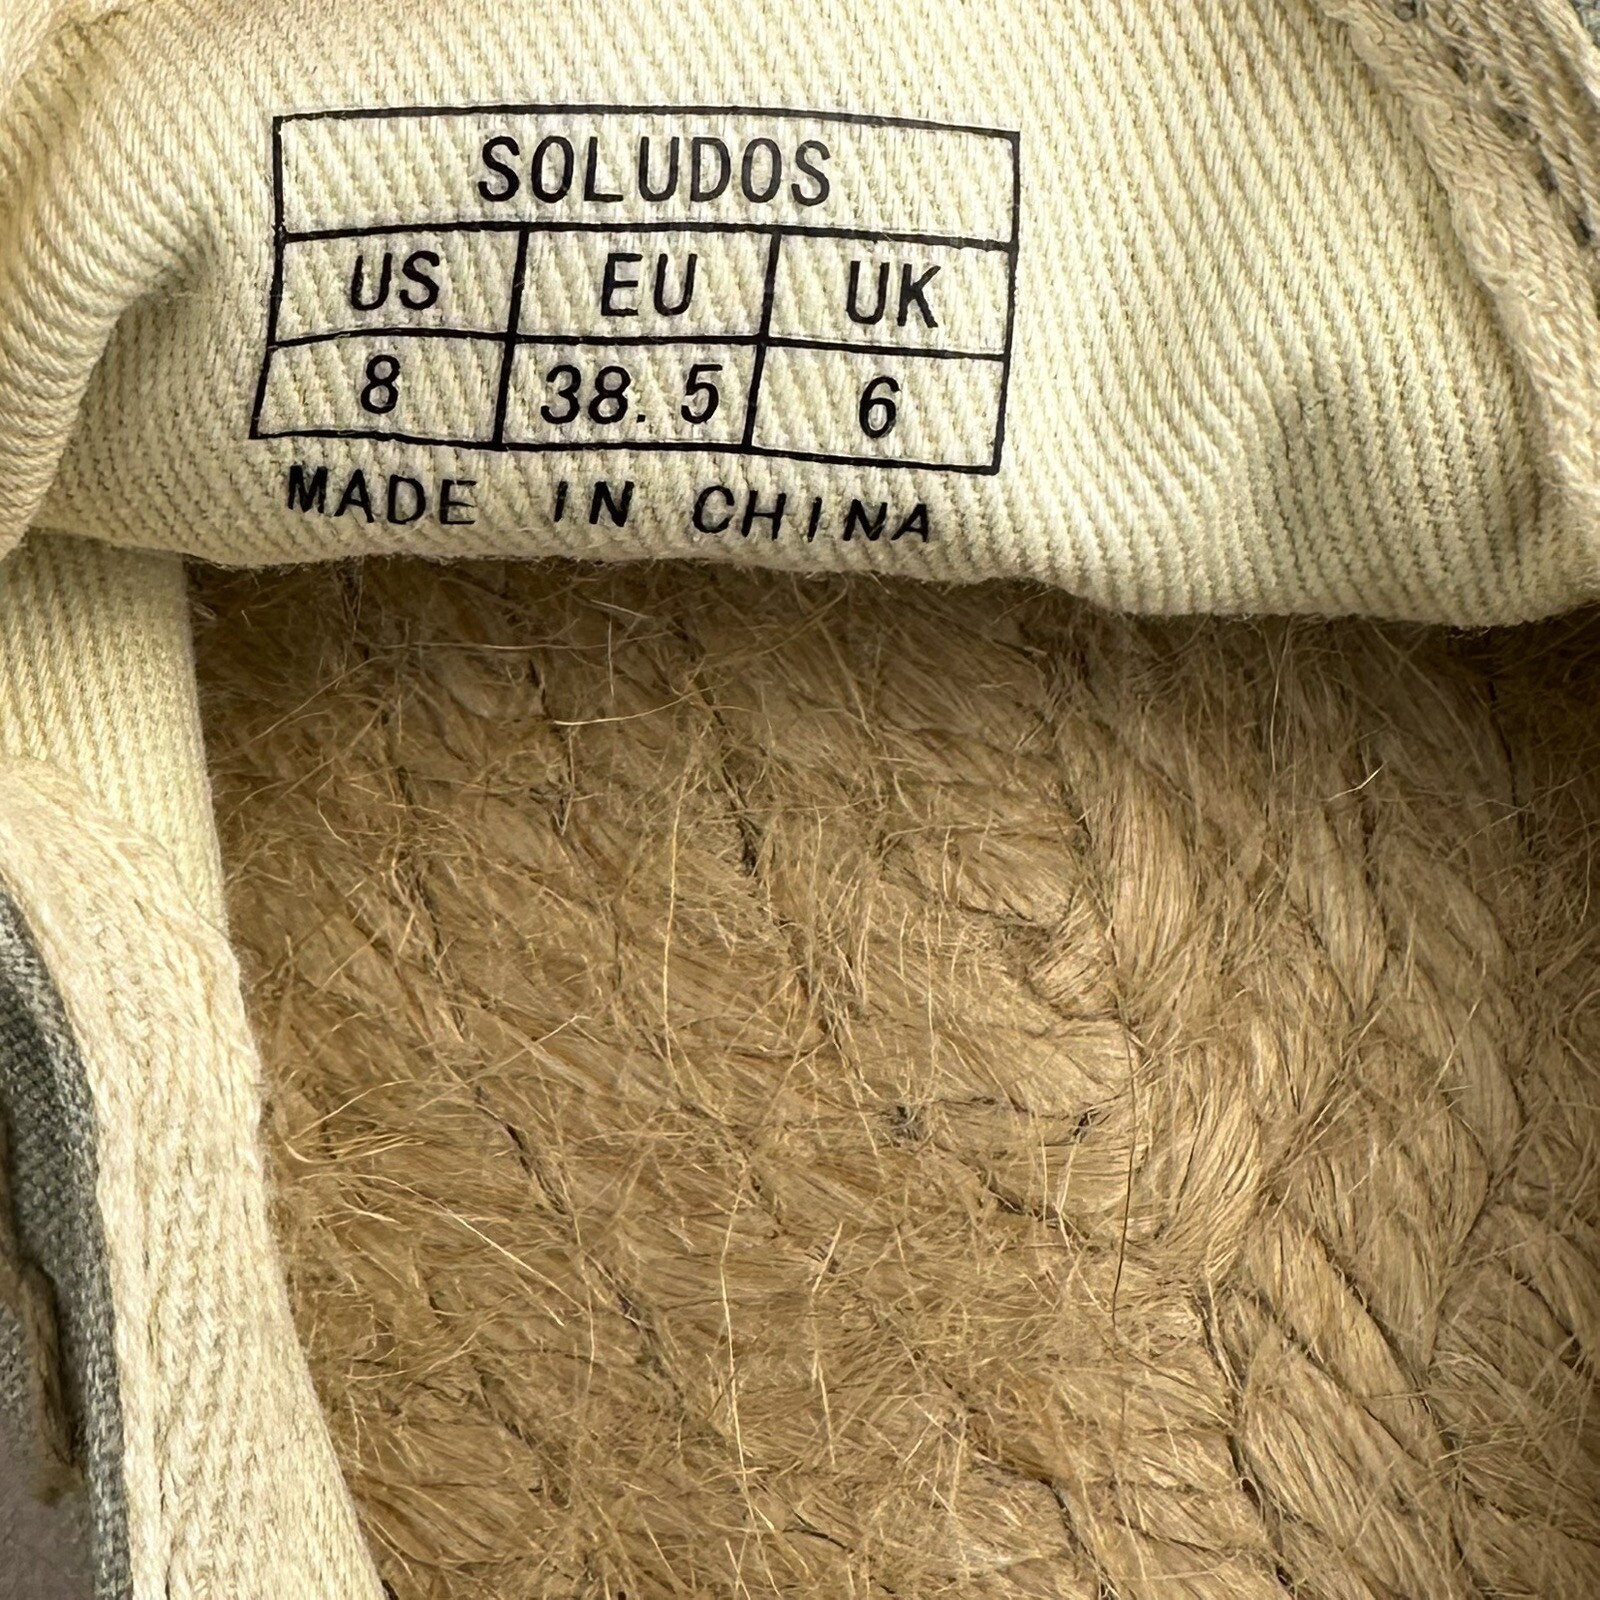 SOLUDOS
US EU UK
8 38.5 6
MADE IN CHINA